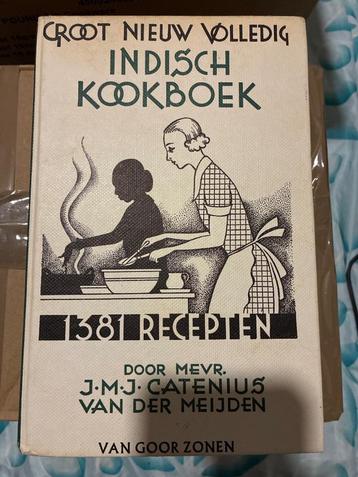 GROOT NIEUW VOLLEDIG
INDISCH
KOOKBOEK
1381 RECEPTEN
DOOR MEVR.
J·M·J· CATENIUS
VAN DER MEIJDEN
VAN GOOR ZONEN